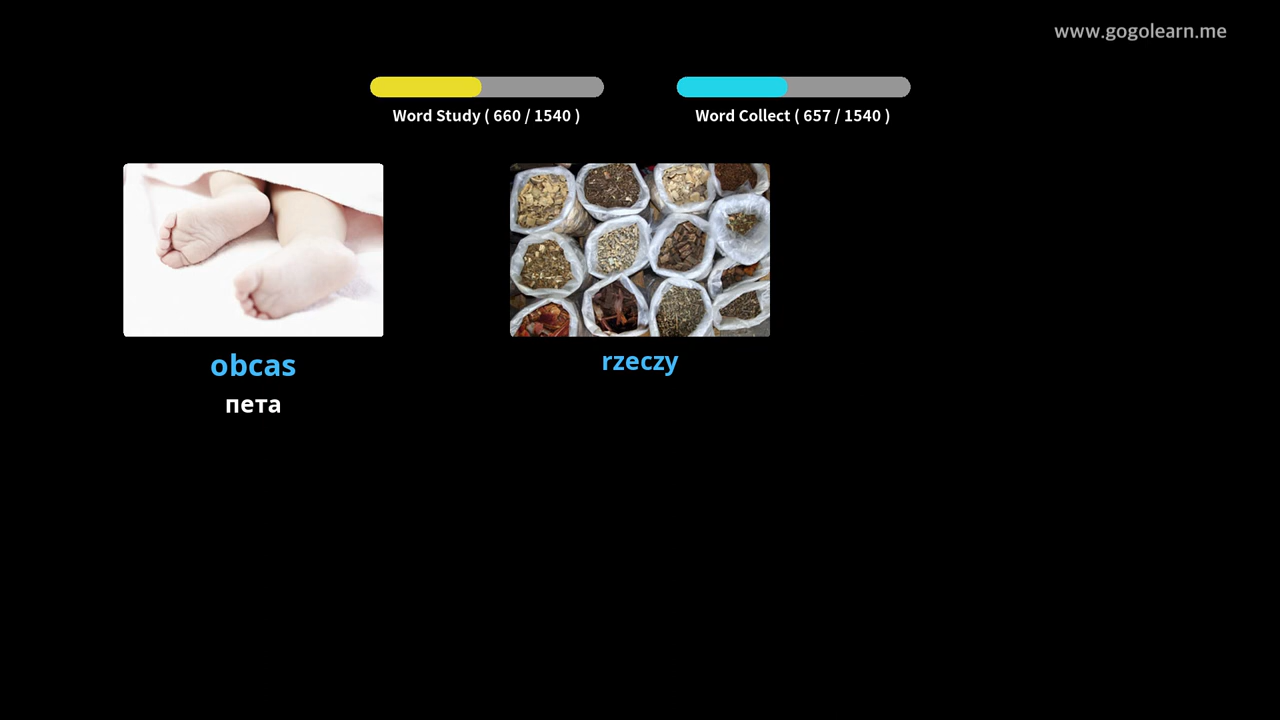 www.gogolearn.me
Word Study ( 660 / 1540 )
Word Collect ( 657 / 1540 )
obcas
пета
rzeczy